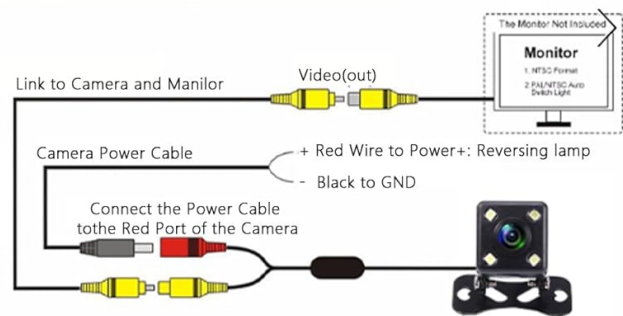 The Monitor Not Included
Monitor
1. NTSC Format
2. PAL/NTSC Auto
Switch Light
Video(out)
Link to Camera and Manilor
Camera Power Cable
+ Red Wire to Power+: Reversing lamp
- Black to GND
Connect the Power Cable
tothe Red Port of the Camera